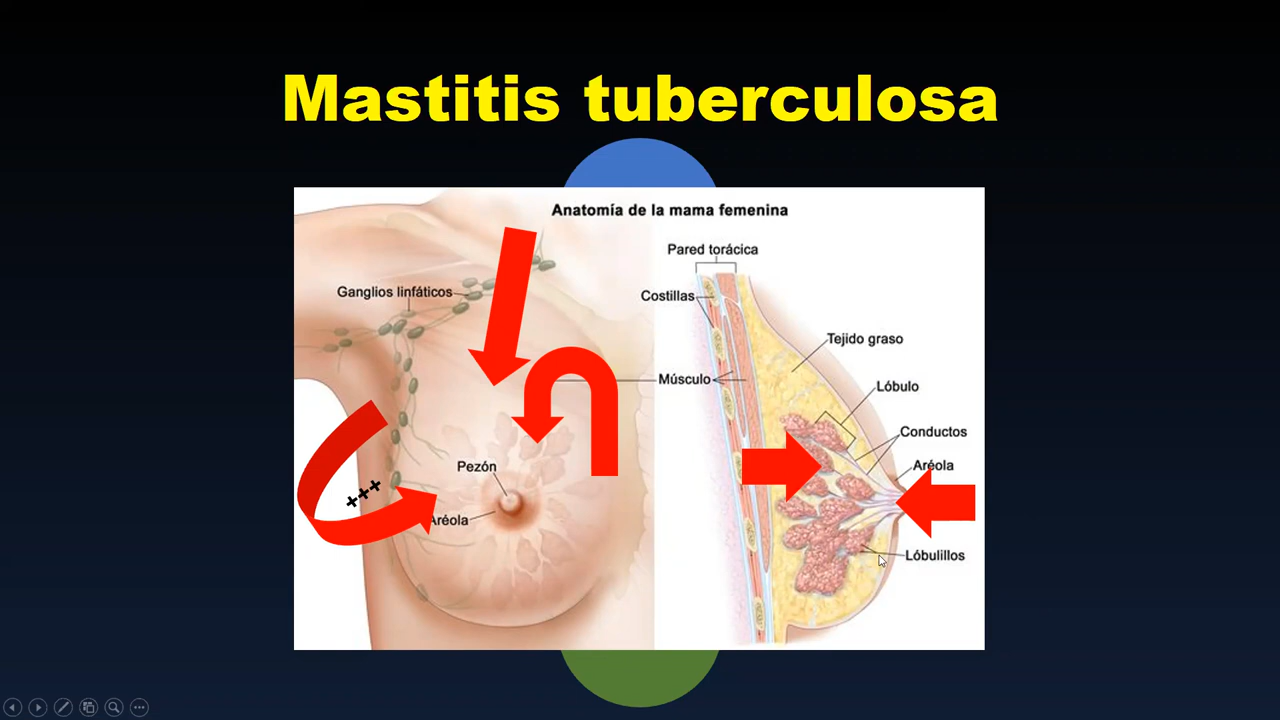 Mastitis tuberculosa
Anatomía de la mama femenina
Pared torácica
Ganglios linfáticos
Costillas
Tejido graso
Músculo
Lóbulo
Conductos
Pezón
Aréola
+++
Aréola
Lóbulillos